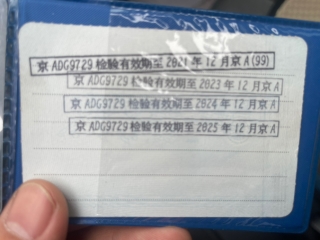 京 ADG9729 检验有效期至 2021 年 12 月京 A(99)
京 ADG9729 检验有效期至 2023 年 12 月京 A
京 ADG9729 检验有效期至 2024 年 12 月京 A
京 ADG9729 检验有效期至 2025 年 12 月京 A